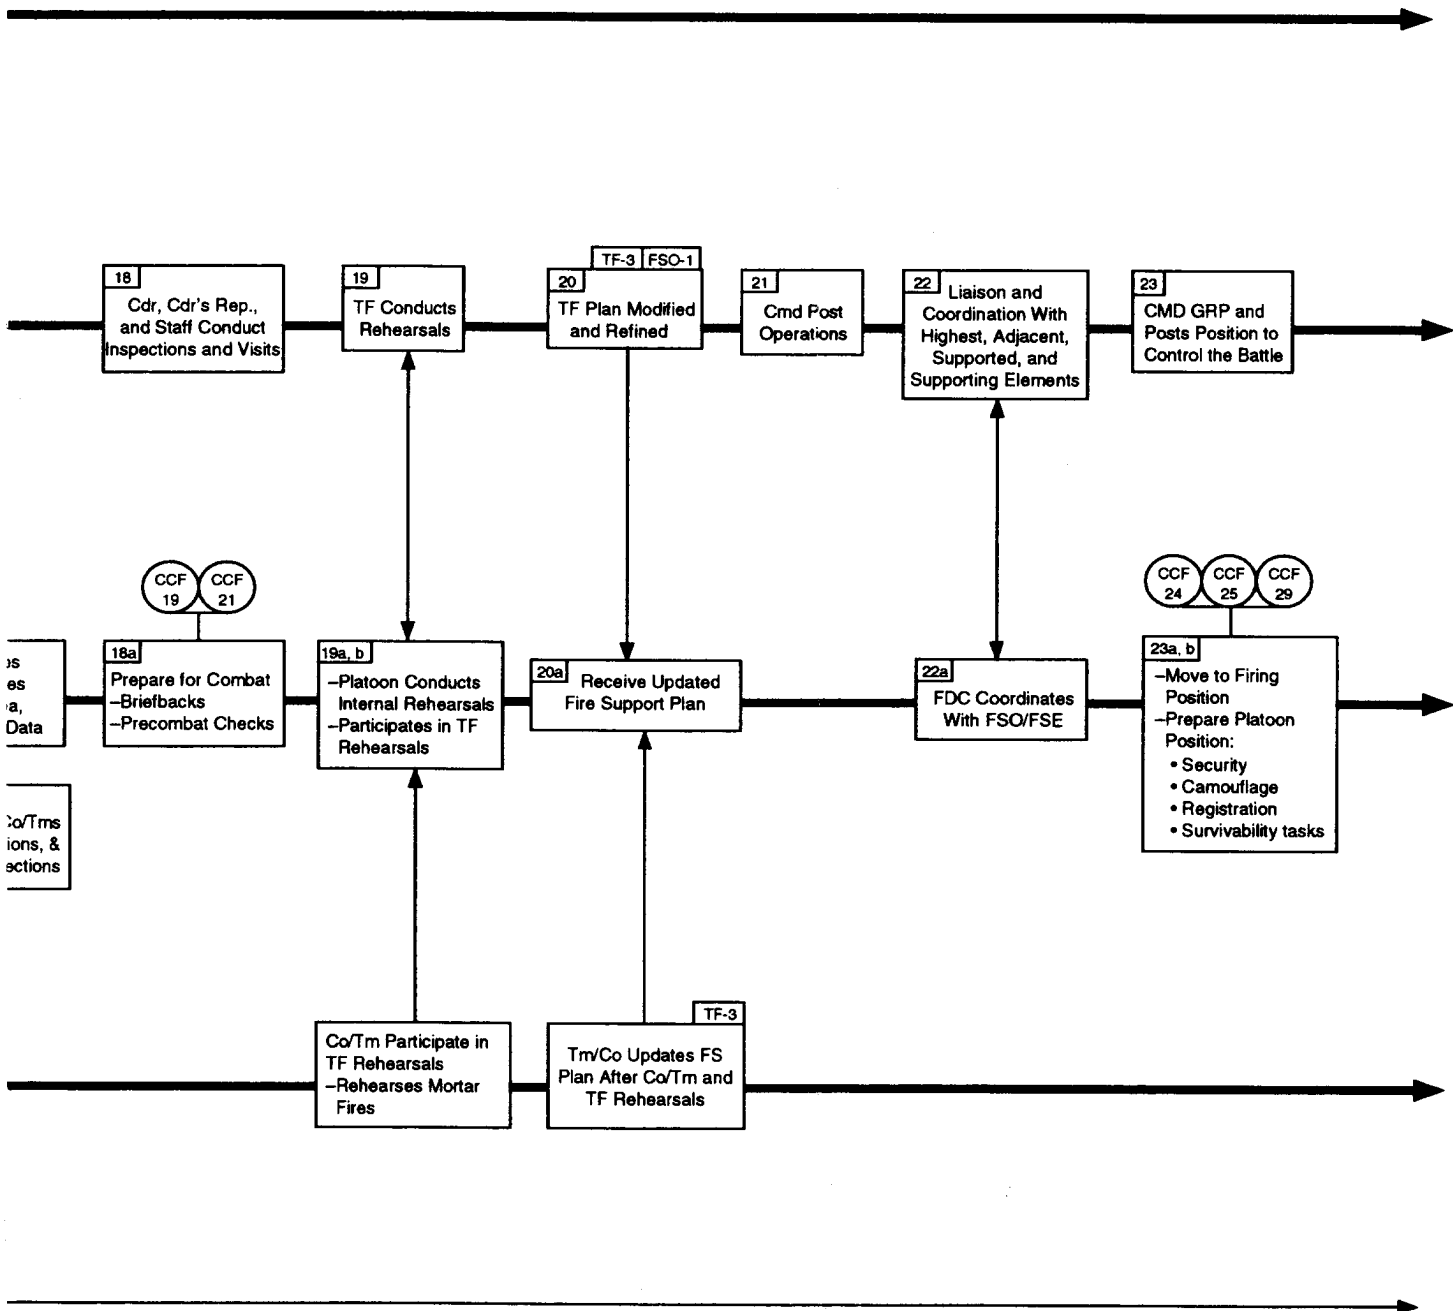 18
Cdr, Cdr's Rep.,
and Staff Conduct
Inspections and Visits
19
TF Conducts
Rehearsals
TF-3
FSO-1
20
TF Plan Modified
and Refined
21
Cmd Post
Operations
22
Liaison and
Coordination With
Highest, Adjacent,
Supported, and
Supporting Elements
23
CMD GRP and
Posts Position to
Control the Battle
CCF
19
CCF
21
CCF
24
CCF
25
CCF
29
Data
18a
Prepare for Combat
–Briefbacks
–Precombat Checks
19a, b
–Platoon Conducts
Internal Rehearsals
–Participates in TF
Rehearsals
20a
Receive Updated
Fire Support Plan
22a
FDC Coordinates
With FSO/FSE
23a, b
–Move to Firing
Position
–Prepare Platoon
Position:
• Security
• Camouflage
• Registration
• Survivability tasks
Co/Tms
ions, &
ections
Co/Tm Participate in
TF Rehearsals
–Rehearses Mortar
Fires
TF-3
Tm/Co Updates FS
Plan After Co/Tm and
TF Rehearsals